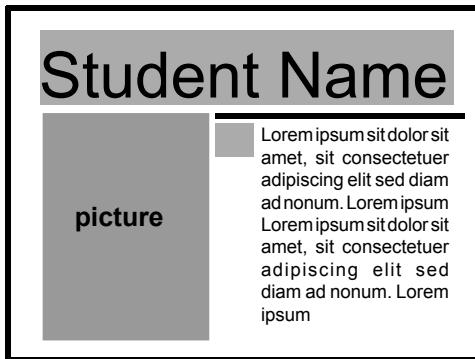 Student Name
picture
Lorem ipsum sit dolor sit
amet, sit consectetuer
adipiscing elit sed diam
ad nonum. Lorem ipsum
Lorem ipsum sit dolor sit
amet, sit consectetuer
adipiscing elit sed
diam ad nonum. Lorem
ipsum